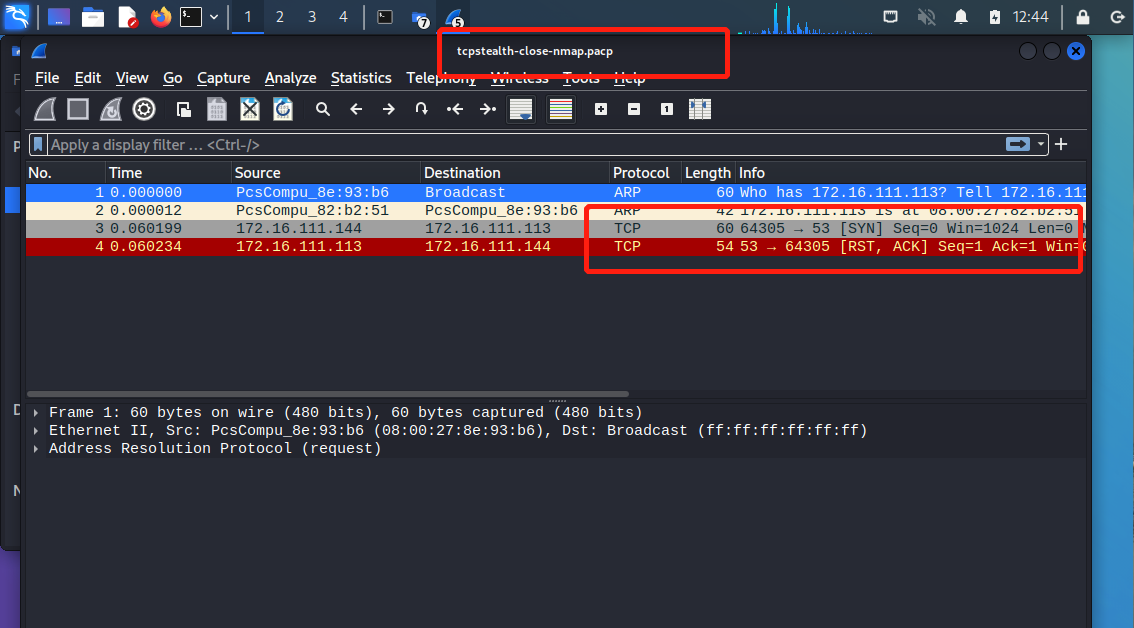 1 2 3 4 7 5 12:44
tcpstealth-close-nmap.pacp
File Edit View Go Capture Analyze Statistics Telephony Wireless Tools Help
Apply a display filter … <Ctrl-/>
No. Time Source Destination Protocol Length Info
1 0.000000 PcsCompu_8e:93:b6 Broadcast ARP 60 Who has 172.16.111.113? Tell 172.16.11
2 0.000012 PcsCompu_82:b2:51 PcsCompu_8e:93:b6 ARP 42 172.16.111.113 is at 08:00:27:82:b2:51
3 0.060199 172.16.111.144 172.16.111.113 TCP 60 64305 → 53 [SYN] Seq=0 Win=1024 Len=0 M
4 0.060234 172.16.111.113 172.16.111.144 TCP 54 53 → 64305 [RST, ACK] Seq=1 Ack=1 Win=0
Frame 1: 60 bytes on wire (480 bits), 60 bytes captured (480 bits)
Ethernet II, Src: PcsCompu_8e:93:b6 (08:00:27:8e:93:b6), Dst: Broadcast (ff:ff:ff:ff:ff:ff)
Address Resolution Protocol (request)